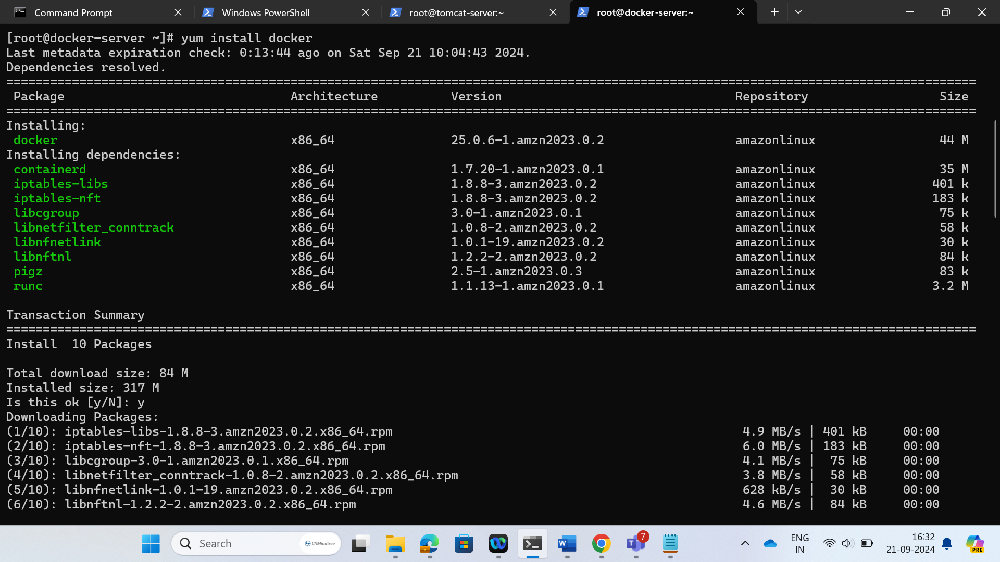 Command Prompt
Windows PowerShell
root@tomcat-server:~
root@docker-server:~
[root@docker-server ~]# yum install docker
Last metadata expiration check: 0:13:44 ago on Sat Sep 21 10:04:43 2024.
Dependencies resolved.
=====================================================================================================================================
Package Architecture Version Repository Size
=====================================================================================================================================
Installing:
docker x86_64 25.0.6-1.amzn2023.0.2 amazonlinux 44 M
Installing dependencies:
containerd x86_64 1.7.20-1.amzn2023.0.1 amazonlinux 35 M
iptables-libs x86_64 1.8.8-3.amzn2023.0.2 amazonlinux 401 k
iptables-nft x86_64 1.8.8-3.amzn2023.0.2 amazonlinux 183 k
libcgroup x86_64 3.0-1.amzn2023.0.1 amazonlinux 75 k
libnetfilter_conntrack x86_64 1.0.8-2.amzn2023.0.2 amazonlinux 58 k
libnfnetlink x86_64 1.0.1-19.amzn2023.0.2 amazonlinux 30 k
libnftnl x86_64 1.2.2-2.amzn2023.0.2 amazonlinux 84 k
pigz x86_64 2.5-1.amzn2023.0.3 amazonlinux 83 k
runc x86_64 1.1.13-1.amzn2023.0.1 amazonlinux 3.2 M
Transaction Summary
=====================================================================================================================================
Install 10 Packages
Total download size: 84 M
Installed size: 317 M
Is this ok [y/N]: y
Downloading Packages:
(1/10): iptables-libs-1.8.8-3.amzn2023.0.2.x86_64.rpm 4.9 MB/s | 401 kB 00:00
(2/10): iptables-nft-1.8.8-3.amzn2023.0.2.x86_64.rpm 6.0 MB/s | 183 kB 00:00
(3/10): libcgroup-3.0-1.amzn2023.0.1.x86_64.rpm 4.1 MB/s | 75 kB 00:00
(4/10): libnetfilter_conntrack-1.0.8-2.amzn2023.0.2.x86_64.rpm 3.8 MB/s | 58 kB 00:00
(5/10): libnfnetlink-1.0.1-19.amzn2023.0.2.x86_64.rpm 628 kB/s | 30 kB 00:00
(6/10): libnftnl-1.2.2-2.amzn2023.0.2.x86_64.rpm 4.6 MB/s | 84 kB 00:00
Search
LTIMindtree
7
ENG
IN
16:32
21-09-2024
PRE